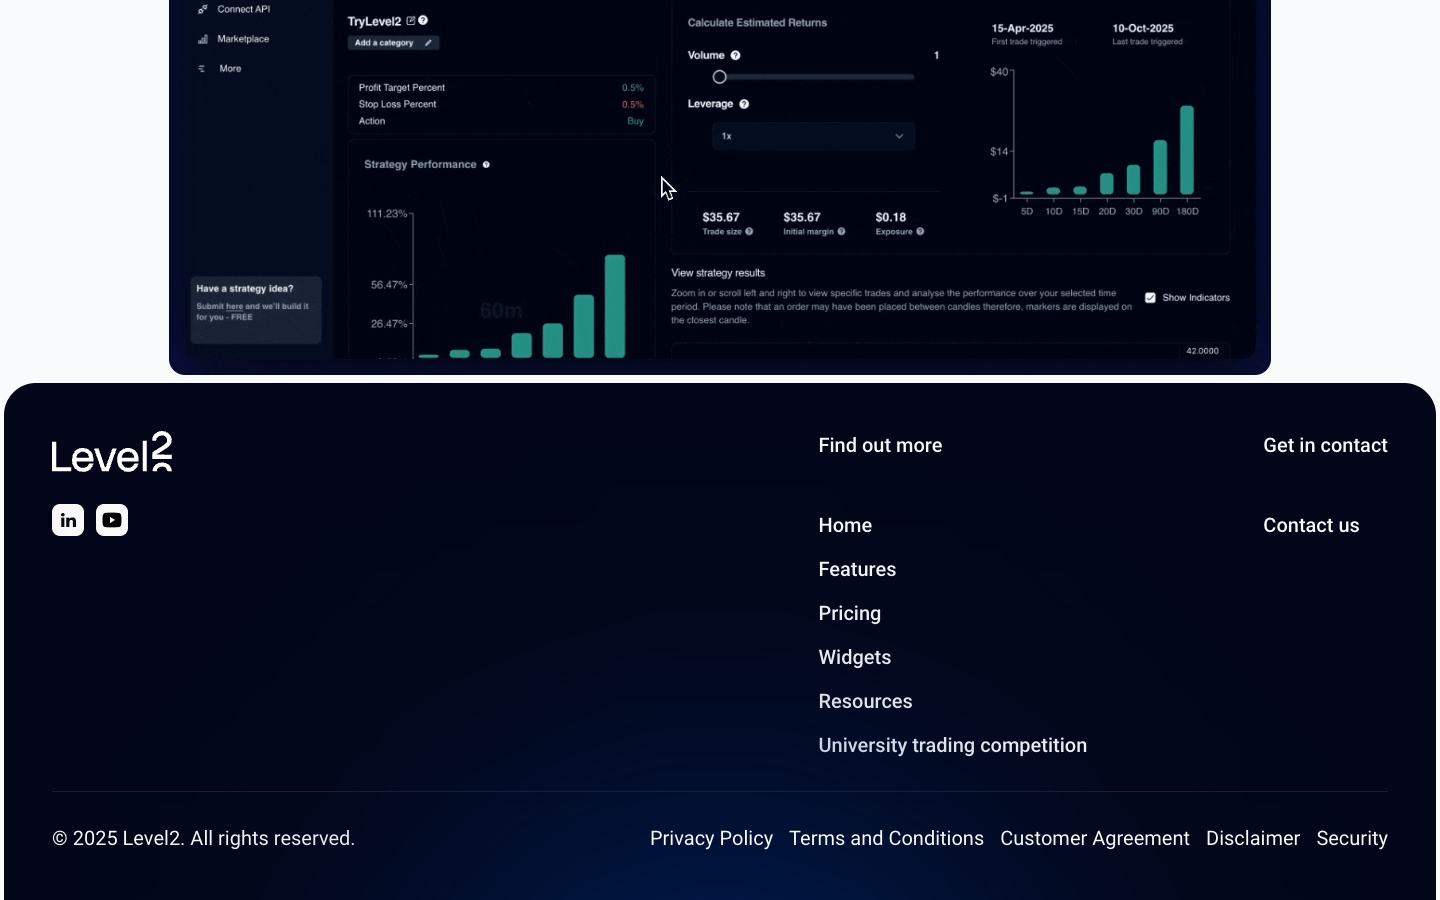 Connect API
Marketplace
More
Have a strategy idea?
Submit here and we'll build it
for you - FREE
TryLevel2
Add a category
Profit Target Percent 0.5%
Stop Loss Percent 0.5%
Action Buy
Strategy Performance
111.23%
56.47%
26.47%
60m
Calculate Estimated Returns
Volume 1
Leverage
1x
$35.67 $35.67 $0.18
Trade size Initial margin Exposure
15-Apr-2025 10-Oct-2025
First trade triggered Last trade triggered
$40
$14
$-1
5D 10D 15D 20D 30D 90D 180D
View strategy results
Zoom in or scroll left and right to view specific trades and analyse the performance over your selected time
period. Please note that an order may have been placed between candles therefore, markers are displayed on
the closest candle.
Show Indicators
42.0000
Level2
in
Find out more
Home
Features
Pricing
Widgets
Resources
University trading competition
Get in contact
Contact us
© 2025 Level2. All rights reserved.
Privacy Policy Terms and Conditions Customer Agreement Disclaimer Security